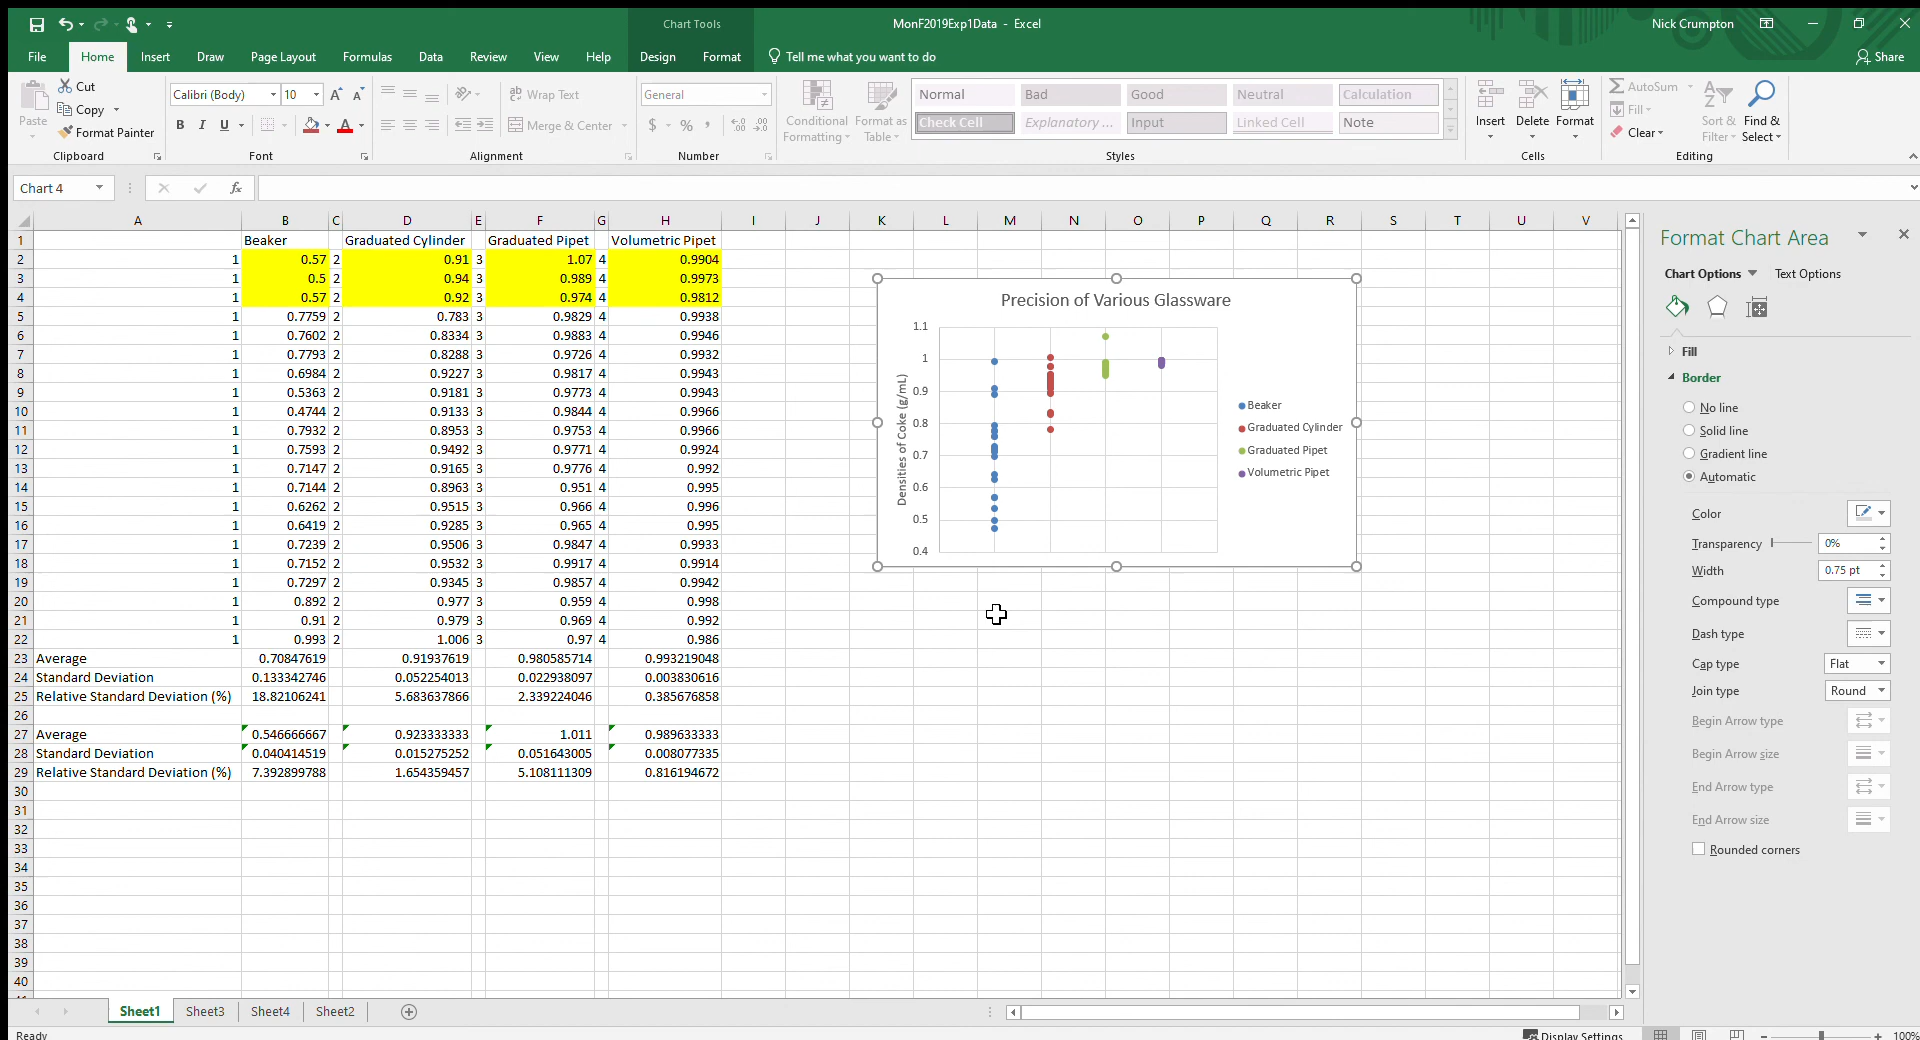 Chart Tools
MonF2019Exp1Data - Excel
Nick Crumpton
File Home Insert Draw Page Layout Formulas Data Review View Help Design Format Tell me what you want to do Share
Paste
Cut
Copy
Format Painter
Clipboard
Calibri (Body) 10
B I U
Font
Wrap Text
Merge & Center
Alignment
General
$ % ,
Number
Conditional Formatting
Format as Table
Normal Bad Good Neutral Calculation
Check Cell Explanatory ... Input Linked Cell Note
Styles
Insert Delete Format
Cells
AutoSum
Fill
Clear
Sort & Filter
Find & Select
Editing
Chart 4
fx
A B C D E F G H I J K L M N O P Q R S T U V
1 Beaker Graduated Cylinder Graduated Pipet Volumetric Pipet
2 1 0.57 2 0.91 3 1.07 4 0.9904
3 1 0.5 2 0.94 3 0.989 4 0.9973
4 1 0.57 2 0.92 3 0.974 4 0.9812
5 1 0.7759 2 0.783 3 0.9829 4 0.9938
6 1 0.7602 2 0.8334 3 0.9883 4 0.9946
7 1 0.7793 2 0.8288 3 0.9726 4 0.9932
8 1 0.6984 2 0.9227 3 0.9817 4 0.9943
9 1 0.5363 2 0.9181 3 0.9773 4 0.9943
10 1 0.4744 2 0.9133 3 0.9844 4 0.9966
11 1 0.7932 2 0.8953 3 0.9753 4 0.9966
12 1 0.7593 2 0.9492 3 0.9771 4 0.9924
13 1 0.7147 2 0.9165 3 0.9776 4 0.992
14 1 0.7144 2 0.8963 3 0.951 4 0.995
15 1 0.6262 2 0.9515 3 0.966 4 0.996
16 1 0.6419 2 0.9285 3 0.965 4 0.995
17 1 0.7239 2 0.9506 3 0.9847 4 0.9933
18 1 0.7152 2 0.9532 3 0.9917 4 0.9914
19 1 0.7297 2 0.9345 3 0.9857 4 0.9942
20 1 0.892 2 0.977 3 0.959 4 0.998
21 1 0.91 2 0.979 3 0.969 4 0.992
22 1 0.993 2 1.006 3 0.97 4 0.986
23 Average 0.70847619 0.91937619 0.980585714 0.993219048
24 Standard Deviation 0.133342746 0.052254013 0.022938097 0.003830616
25 Relative Standard Deviation (%) 18.82106241 5.683637866 2.339224046 0.385676858
26
27 Average 0.546666667 0.923333333 1.011 0.989633333
28 Standard Deviation 0.040414519 0.015275252 0.051643005 0.008077335
29 Relative Standard Deviation (%) 7.392899788 1.654359457 5.108111309 0.816194672
30
31
32
33
34
35
36
37
38
39
40
Precision of Various Glassware
Densities of Coke (g/mL)
1.1
1
0.9
0.8
0.7
0.6
0.5
0.4
Beaker
Graduated Cylinder
Graduated Pipet
Volumetric Pipet
Format Chart Area
Chart Options Text Options
Fill
Border
No line
Solid line
Gradient line
Automatic
Color
Transparency 0%
Width 0.75 pt
Compound type
Dash type
Cap type Flat
Join type Round
Begin Arrow type
Begin Arrow size
End Arrow type
End Arrow size
Rounded corners
Sheet1 Sheet3 Sheet4 Sheet2
Ready
Display Settings
100%